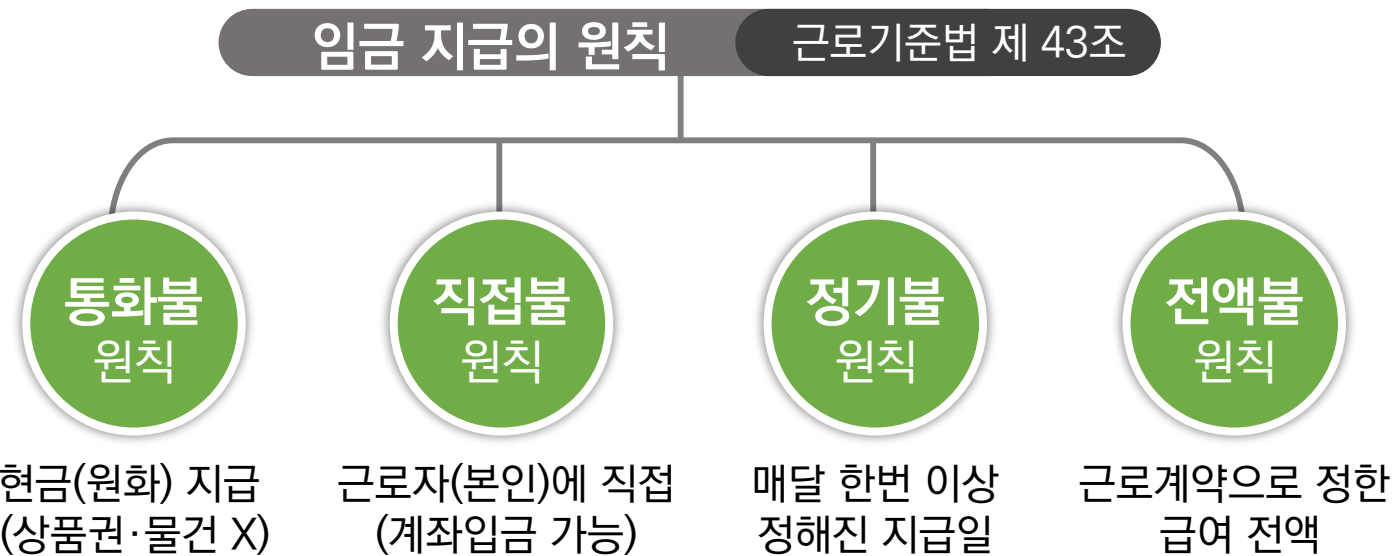 임금 지급의 원칙 근로기준법 제 43조
통화불
원칙
직접불
원칙
정기불
원칙
전액불
원칙
현금(원화) 지급
(상품권·물건 X)
근로자(본인)에 직접
(계좌입금 가능)
매달 한번 이상
정해진 지급일
근로계약으로 정한
급여 전액